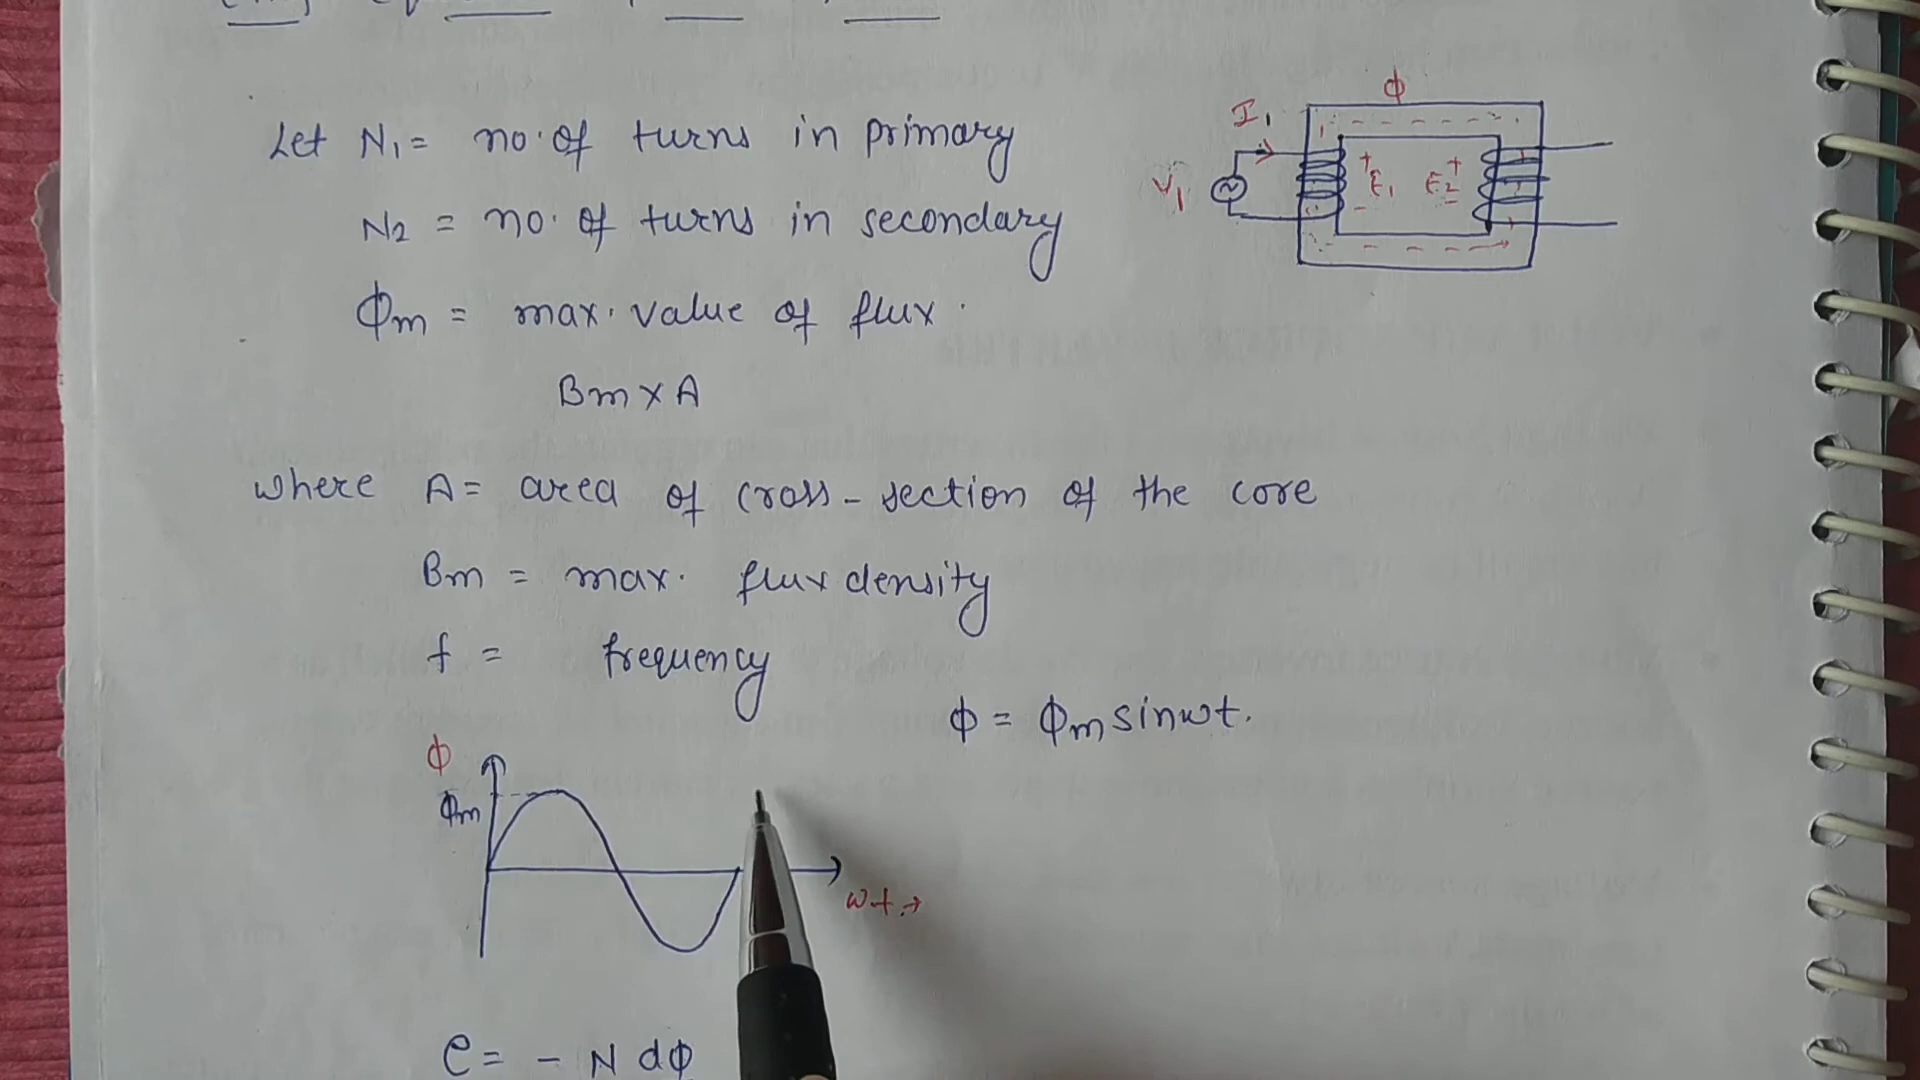 Let N1 = no. of turns in primary
N2 = no. of turns in secondary
Φm = max. value of flux.
Bm x A
where A = area of cross-section of the core
Bm = max. flux density
f = frequency
ϕ = ϕm sinωt.
ϕ
ϕm
ωt →
e = - N dϕ
ϕ
I1
V1
+ E1 -
E2 + -